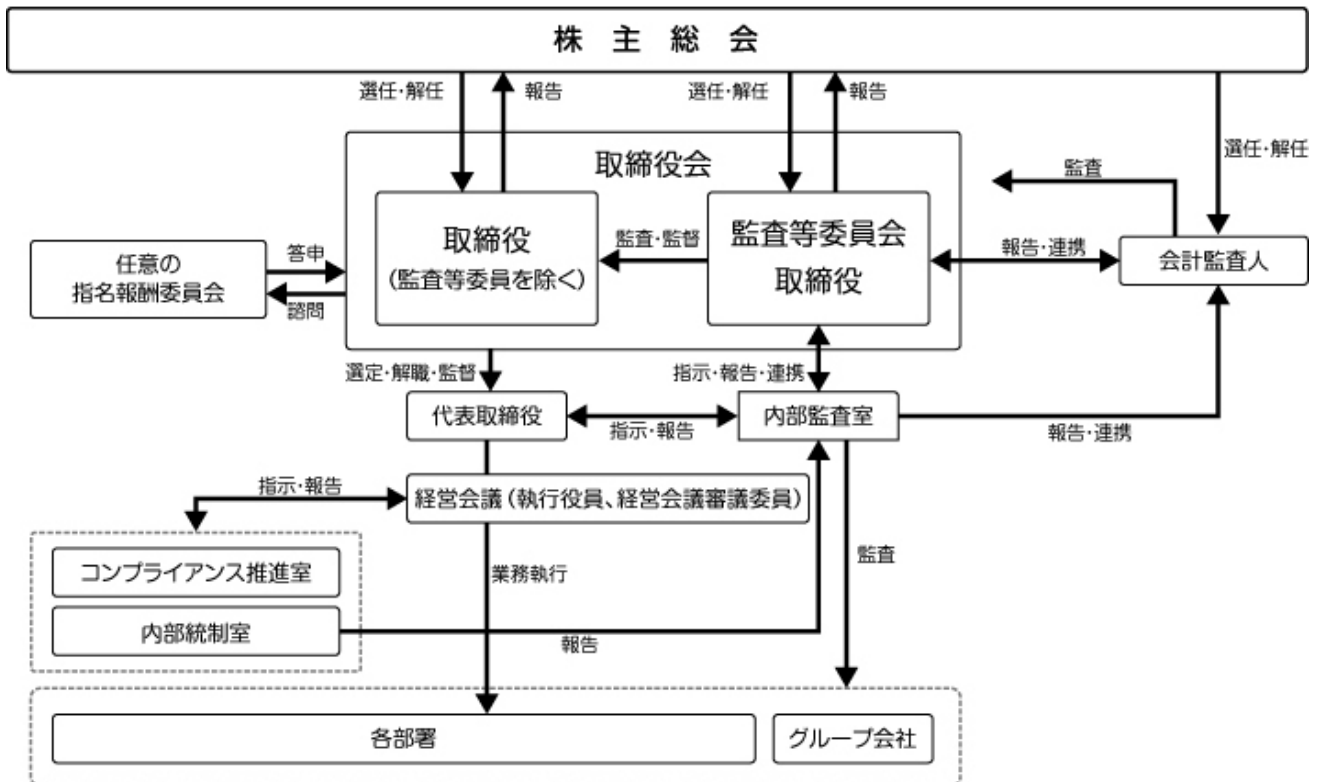 株主総会
選任・解任
報告
選任・解任
報告
選任・解任
取締役会
監査
取締役
(監査等委員を除く)
監査・監督
監査等委員会
取締役
報告・連携
会計監査人
任意の
指名報酬委員会
答申
諮問
選定・解職・監督
指示・報告・連携
代表取締役
指示・報告
内部監査室
報告・連携
指示・報告
経営会議(執行役員、経営会議審議委員)
監査
コンプライアンス推進室
業務執行
内部統制室
報告
各部署
グループ会社